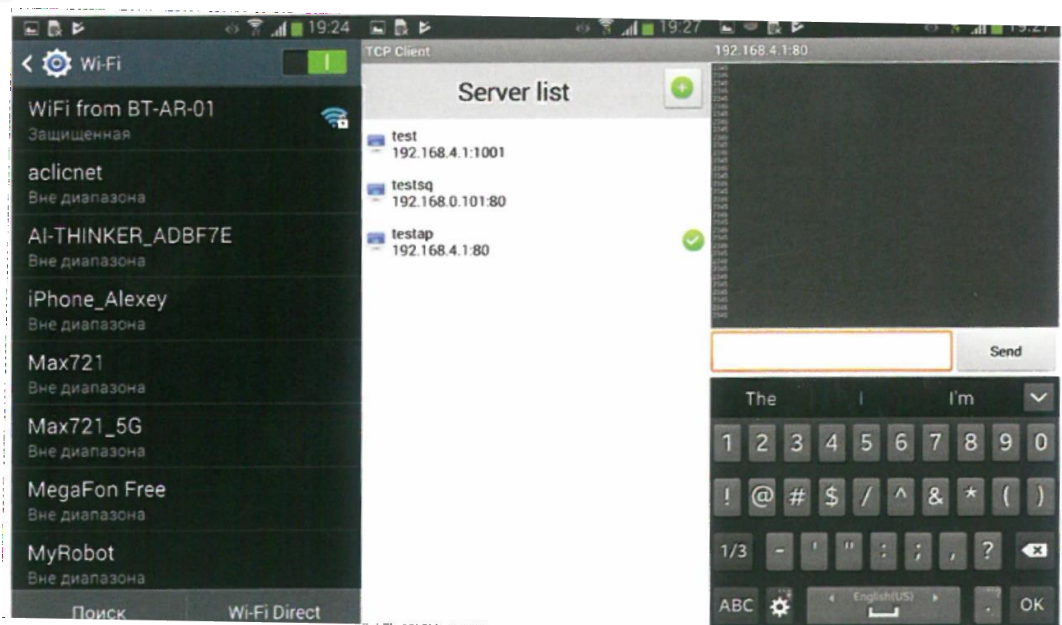 19:24
Wi-Fi
WiFi from BT-AR-01
Защищенная
aclicnet
Вне диапазона
AI-THINKER_ADBF7E
Вне диапазона
iPhone_Alexey
Вне диапазона
Max721
Вне диапазона
Max721_5G
Вне диапазона
MegaFon Free
Вне диапазона
MyRobot
Вне диапазона
Поиск Wi-Fi Direct
19:27
TCP Client
Server list
test
192.168.4.1:1001
testsq
192.168.0.101:80
testap
192.168.4.1:80
19:27
192.168.4.1:80
Send
The I I'm
1 2 3 4 5 6 7 8 9 0
! @ # $ / ^ & * ( )
1/3 - ' " : ; , ?
ABC English(US) . OK